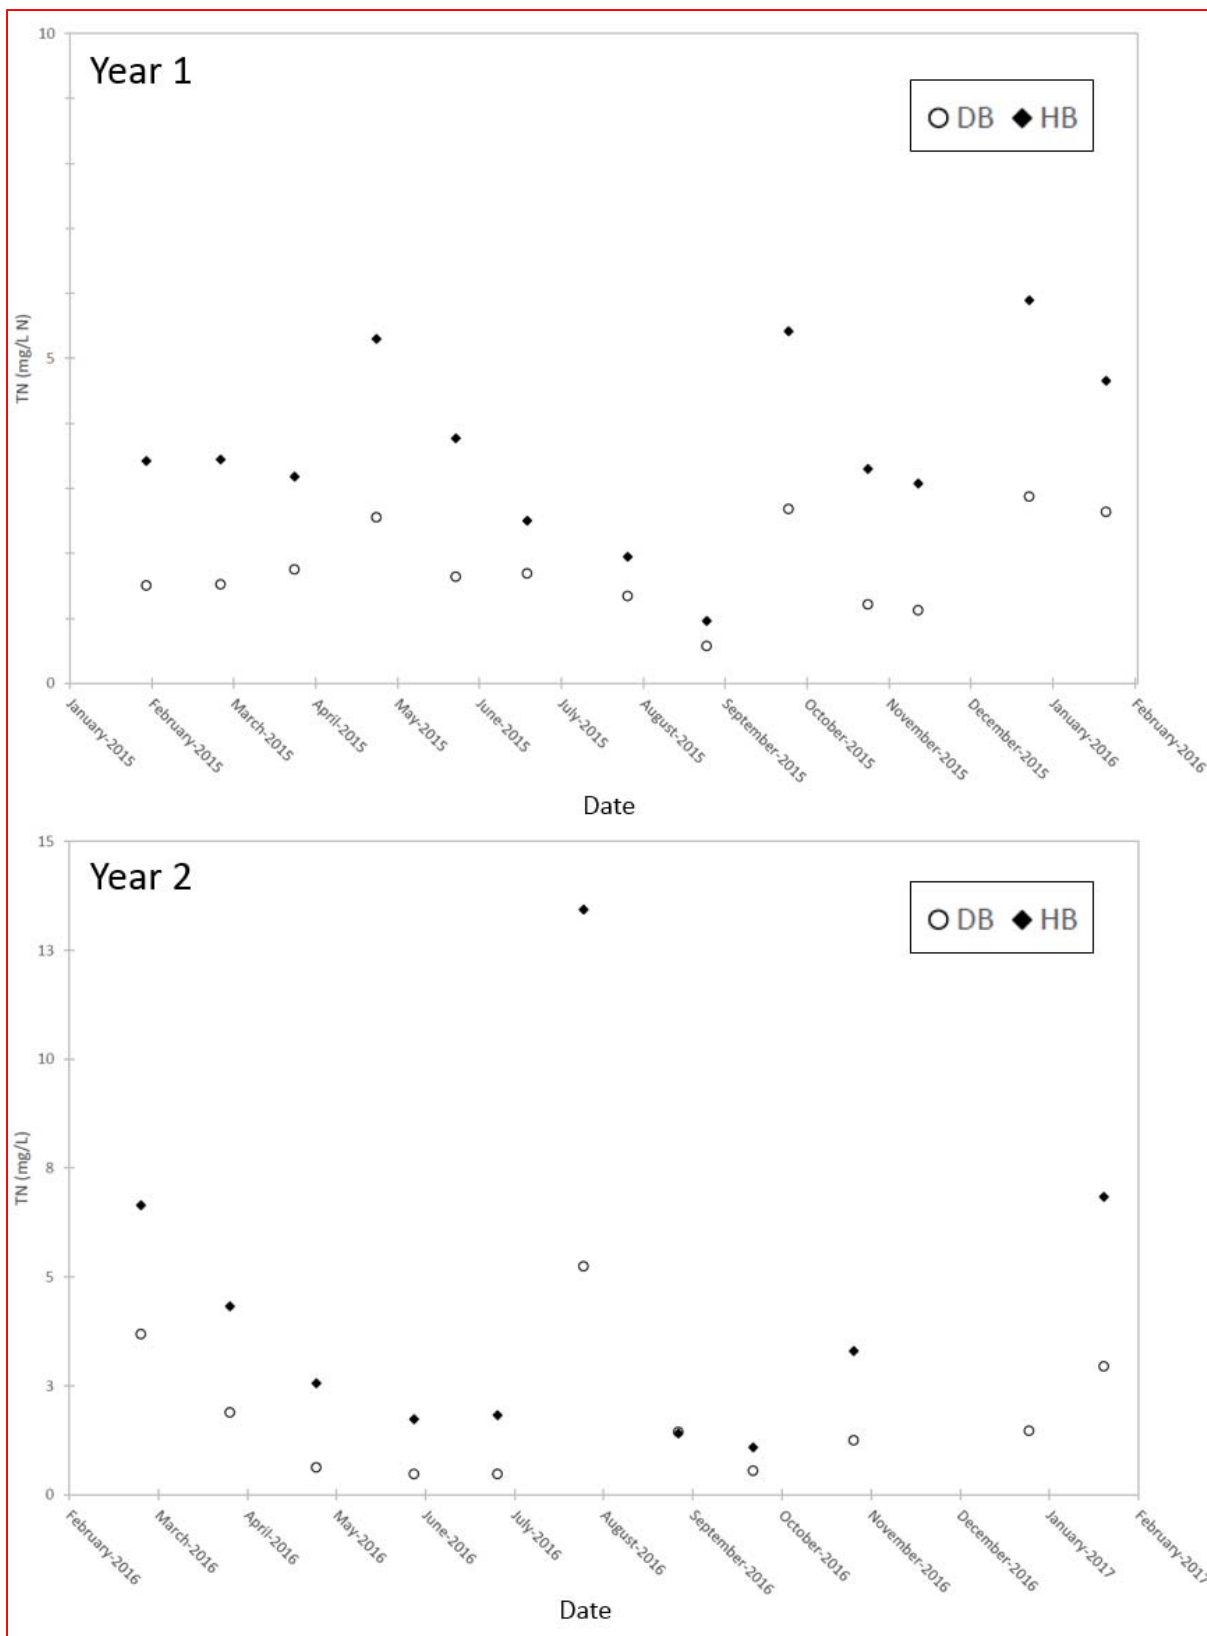 10
Year 1
DB HB
TN (mg/L N)
5
0
January-2015
February-2015
March-2015
April-2015
May-2015
June-2015
July-2015
August-2015
September-2015
October-2015
November-2015
December-2015
January-2016
February-2016
Date
15
Year 2
DB HB
13
10
TN (mg/L)
8
5
3
0
February-2016
March-2016
April-2016
May-2016
June-2016
July-2016
August-2016
September-2016
October-2016
November-2016
December-2016
January-2017
February-2017
Date